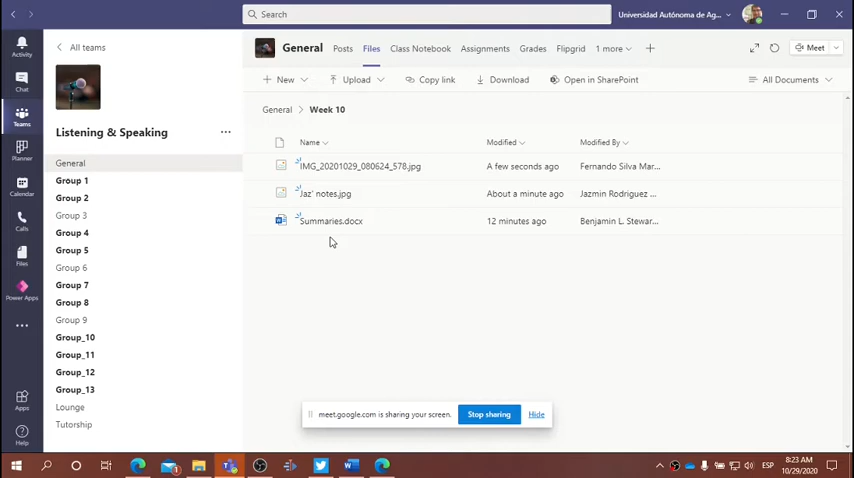 Search
Universidad Autónoma de Ag...
Activity
Chat
Teams
Planner
Calendar
Calls
Files
Power Apps
Apps
Help
All teams
Listening & Speaking
General
Group 1
Group 2
Group 3
Group 4
Group 5
Group 6
Group 7
Group 8
Group 9
Group_10
Group_11
Group_12
Group_13
Lounge
Tutorship
General Posts Files Class Notebook Assignments Grades Flipgrid 1 more Meet
New Upload Copy link Download Open in SharePoint All Documents
General > Week 10
Name Modified Modified By
IMG_20201029_080624_578.jpg A few seconds ago Fernando Silva Mar...
Jaz' notes.jpg About a minute ago Jazmin Rodriguez ...
Summaries.docx 12 minutes ago Benjamin L. Stewar...
meet.google.com is sharing your screen. Stop sharing Hide
ESP
8:23 AM
10/29/2020